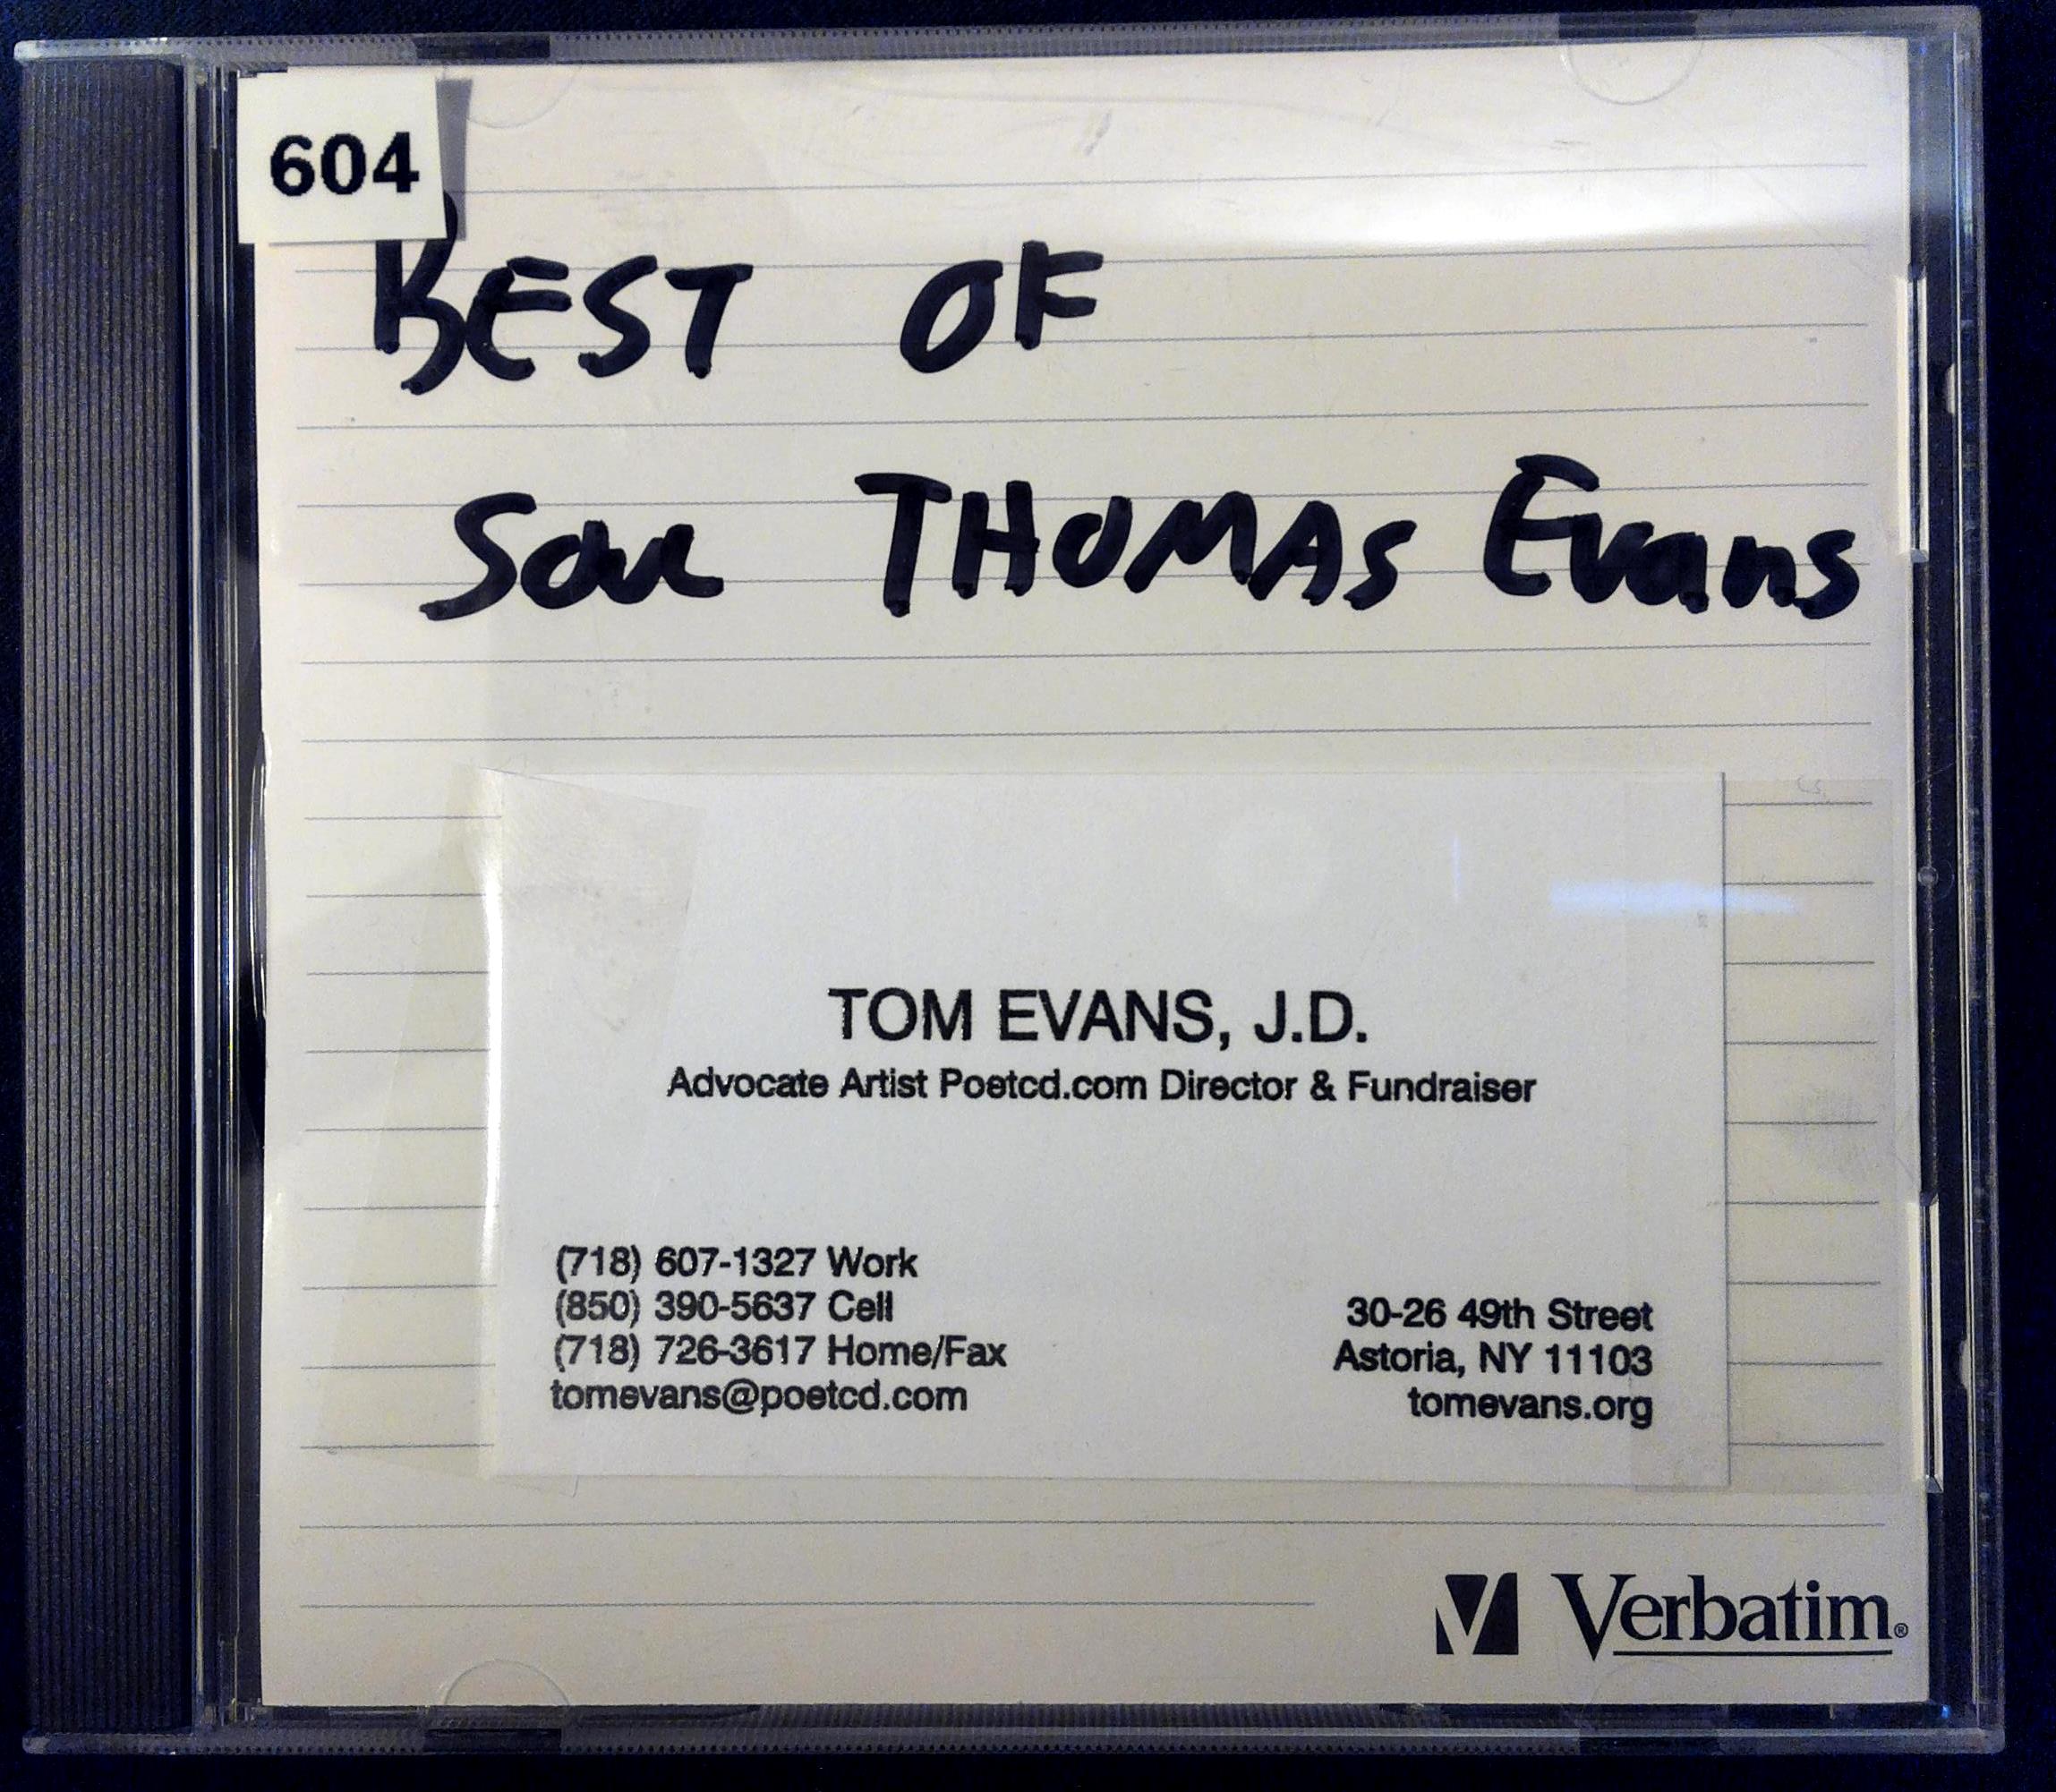 604
BEST OF
THOMAS Evans
TOM EVANS, J.D.
Advocate Artist Poetcd.com Director & Fundraiser
(718) 607-1327 Work
(850) 390-5637 Cell
(718) 726-3617 Home/Fax
tomevans@poetcd.com
30-26 49th Street
Astoria, NY 11103
tomevans.org
Verbatim®